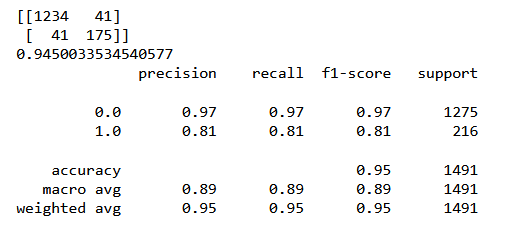 [[1234   41]
 [  41  175]]
0.9450033534540577
              precision    recall  f1-score   support

         0.0       0.97      0.97      0.97      1275
         1.0       0.81      0.81      0.81       216

    accuracy                           0.95      1491
   macro avg       0.89      0.89      0.89      1491
weighted avg       0.95      0.95      0.95      1491